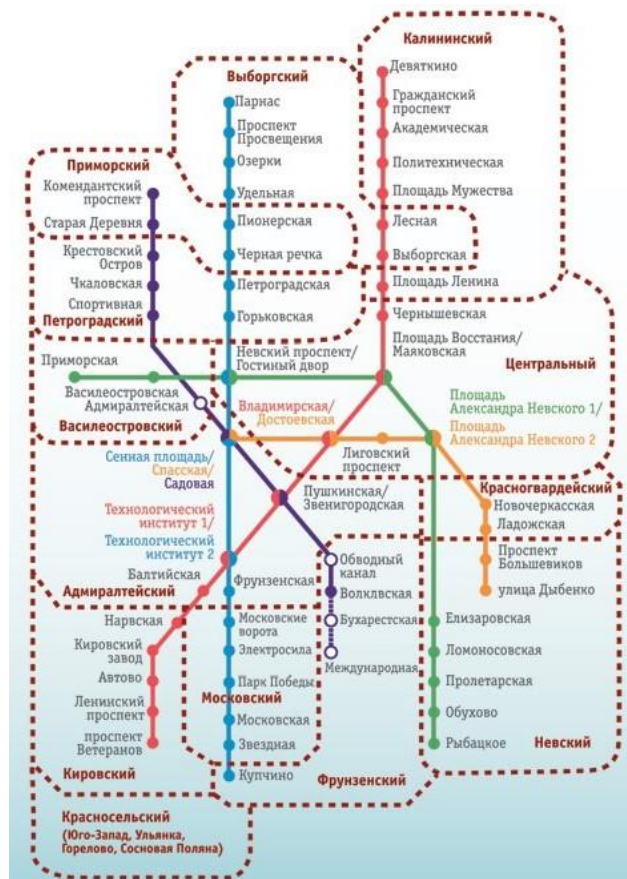 Калининский
Девяткино
Гражданский
проспект
Академическая
Политехническая
Площадь Мужества
Лесная
Выборгская
Площадь Ленина
Чернышевская
Площадь Восстания/
Маяковская
Выборгский
Парнас
Проспект
Просвещения
Озерки
Удельная
Пионерская
Черная речка
Петроградская
Горьковская
Невский проспект/
Гостиный двор
Приморский
Комендантский
проспект
Старая Деревня
Крестовский
Остров
Чкаловская
Спортивная
Петроградский
Приморская
Василеостровская
Адмиралтейская
Василеостровский
Центральный
Площадь
Александра Невского 1/
Площадь
Александра Невского 2
Владимирская/
Достоевская
Лиговский
проспект
Сенная площадь/
Спасская/
Садовая
Пушкинская/
Звенигородская
Технологический
институт 1/
Технологический
институт 2
Красногвардейский
Новочеркасская
Ладожская
Проспект
Большевиков
улица Дыбенко
Обводный
канал
Волклвская
Бухарестская
Международная
Балтийская
Фрунзенская
Адмиралтейский
Нарвская
Кировский
завод
Автово
Ленинский
проспект
проспект
Ветеранов
Кировский
Московские
ворота
Электросила
Парк Победы
Московский
Московская
Звездная
Купчино
Фрунзенский
Елизаровская
Ломоносовская
Пролетарская
Обухово
Рыбацкое
Невский
Красносельский
(Юго-Запад, Ульянка,
Горелово, Сосновая Поляна)